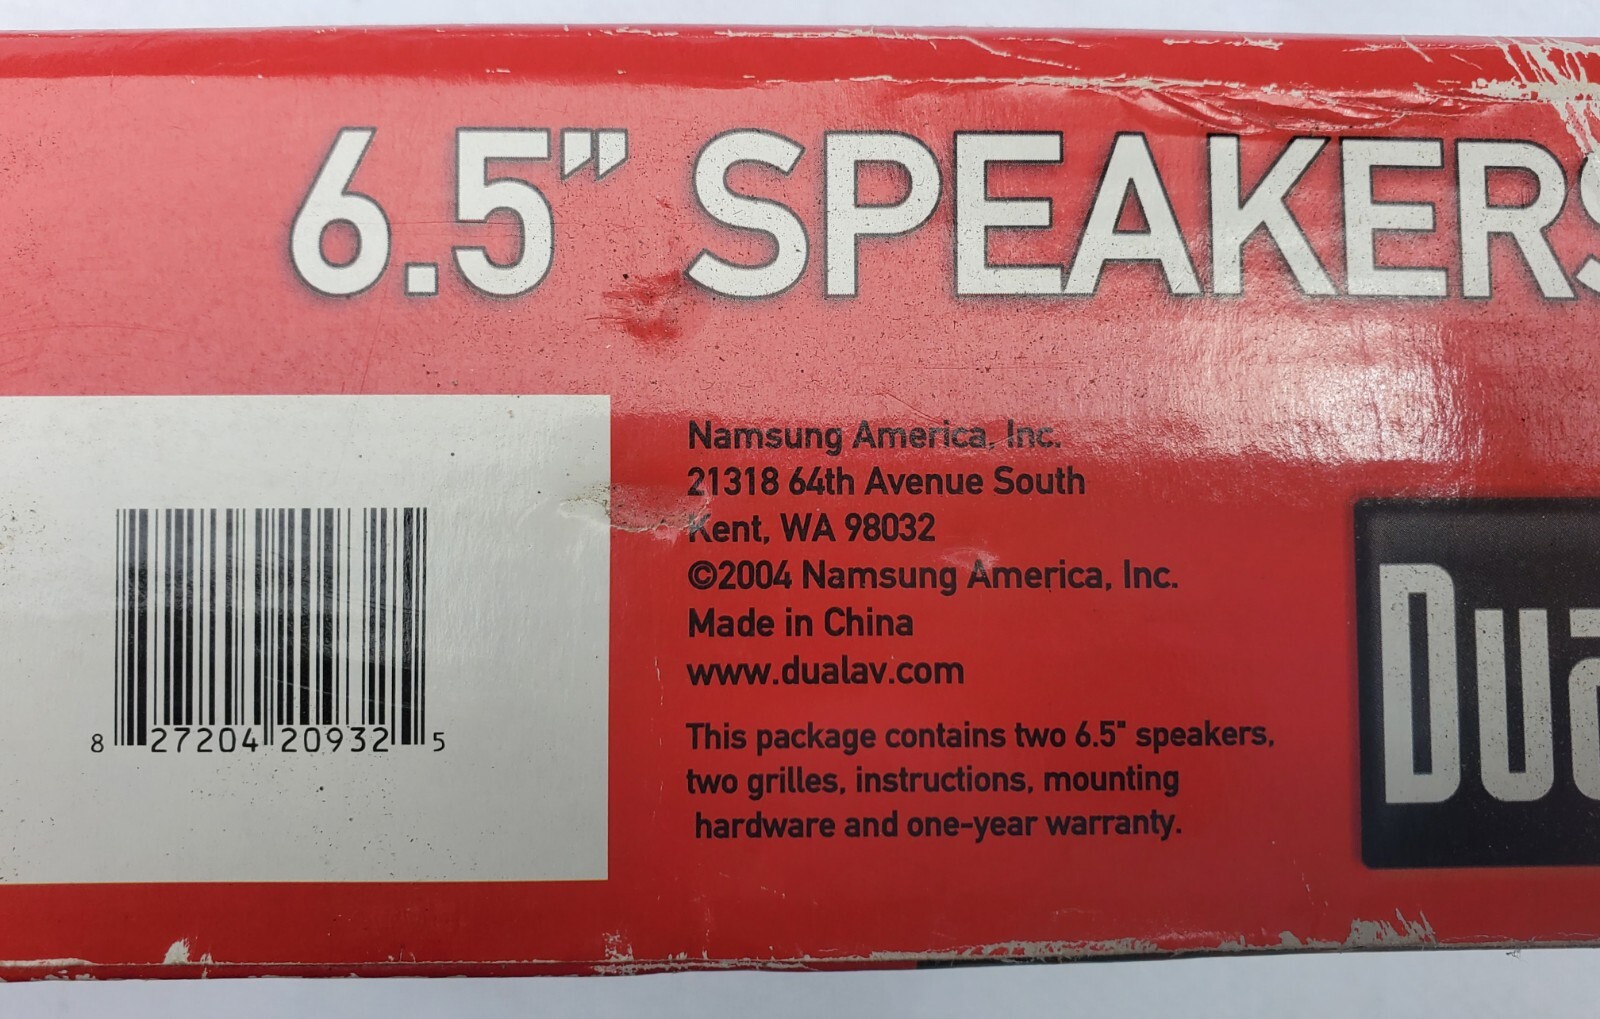 6.5” SPEAKERS
Namsung America, Inc.
21318 64th Avenue South
Kent, WA 98032
©2004 Namsung America, Inc.
Made in China
www.dualav.com
This package contains two 6.5" speakers,
two grilles, instructions, mounting
hardware and one-year warranty.
8 27204 20932 5
Dua